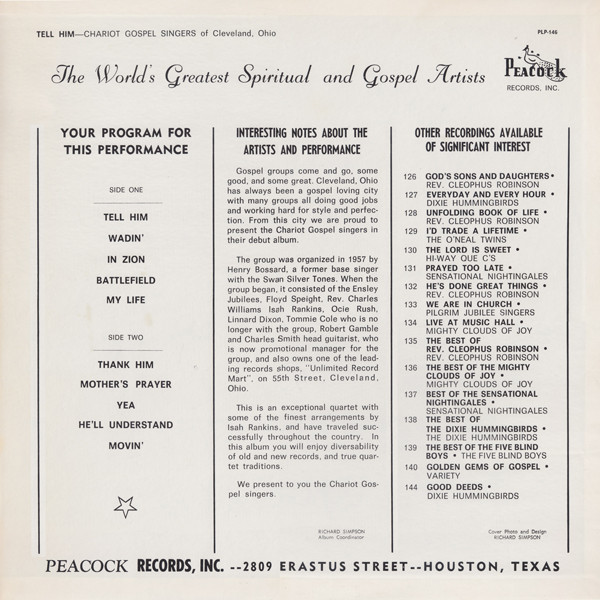 TELL HIM—CHARIOT GOSPEL SINGERS of Cleveland, Ohio
PLP-146
The World's Greatest Spiritual and Gospel Artists
PEACOCK
RECORDS, INC.
YOUR PROGRAM FOR
THIS PERFORMANCE
SIDE ONE
TELL HIM
WADIN'
IN ZION
BATTLEFIELD
MY LIFE
SIDE TWO
THANK HIM
MOTHER'S PRAYER
YEA
HE'LL UNDERSTAND
MOVIN'
INTERESTING NOTES ABOUT THE
ARTISTS AND PERFORMANCE
Gospel groups come and go, some
good, and some great. Cleveland, Ohio
has always been a gospel loving city
with many groups all doing good jobs
and working hard for style and perfec-
tion. From this city we are proud to
present the Chariot Gospel singers in
their debut album.
The group was organized in 1957 by
Henry Bossard, a former base singer
with the Swan Silver Tones. When the
group began, it consisted of the Ensley
Jubilees, Floyd Speight, Rev. Charles
Williams Isah Rankins, Ocie Rush,
Linnard Dixon, Tommie Cole who is no
longer with the group, Robert Gamble
and Charles Smith head guitarist, who
is now promotional manager for the
group, and also owns one of the lead-
ing records shops, "Unlimited Record
Mart", on 55th Street, Cleveland,
Ohio.
This is an exceptional quartet with
some of the finest arrangements by
Isah Rankins, and have traveled suc-
cessfully throughout the country. In
this album you will enjoy diversability
of old and new records, and true quar-
tet traditions.
We present to you the Chariot Gos-
pel singers.
RICHARD SIMPSON
Album Coordinator
OTHER RECORDINGS AVAILABLE
OF SIGNIFICANT INTEREST
126 GOD'S SONS AND DAUGHTERS •
REV. CLEOPHUS ROBINSON
127 EVERYDAY AND EVERY HOUR •
DIXIE HUMMINGBIRDS
128 UNFOLDING BOOK OF LIFE •
REV. CLEOPHUS ROBINSON
129 I'D TRADE A LIFETIME •
THE O'NEAL TWINS
130 THE LORD IS SWEET •
HI-WAY QUE C'S
131 PRAYED TOO LATE •
SENSATIONAL NIGHTINGALES
132 HE'S DONE GREAT THINGS •
REV. CLEOPHUS ROBINSON
133 WE ARE IN CHURCH •
PILGRIM JUBILEE SINGERS
134 LIVE AT MUSIC HALL •
MIGHTY CLOUDS OF JOY
135 THE BEST OF
REV. CLEOPHUS ROBINSON •
REV. CLEOPHUS ROBINSON
136 THE BEST OF THE MIGHTY
CLOUDS OF JOY •
MIGHTY CLOUDS OF JOY
137 BEST OF THE SENSATIONAL
NIGHTINGALES •
SENSATIONAL NIGHTINGALES
138 THE BEST OF
THE DIXIE HUMMINGBIRDS •
THE DIXIE HUMMINGBIRDS
139 THE BEST OF THE FIVE BLIND
BOYS • THE FIVE BLIND BOYS
140 GOLDEN GEMS OF GOSPEL •
VARIETY
144 GOOD DEEDS •
DIXIE HUMMINGBIRDS
Cover Photo and Design
RICHARD SIMPSON
PEACOCK RECORDS, INC. --2809 ERASTUS STREET--HOUSTON, TEXAS